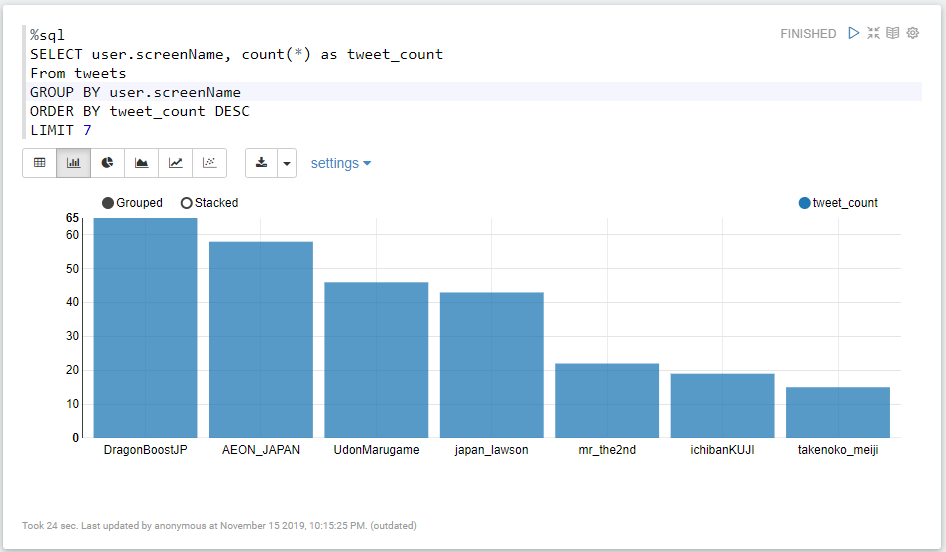 %sql
FINISHED
SELECT user.screenName, count(*) as tweet_count
From tweets
GROUP BY user.screenName
ORDER BY tweet_count DESC
LIMIT 7
settings
Grouped Stacked tweet_count
65
60
50
40
30
20
10
0
DragonBoostJP AEON_JAPAN UdonMarugame japan_lawson mr_the2nd ichibanKUJI takenoko_meiji
Took 24 sec. Last updated by anonymous at November 15 2019, 10:15:25 PM. (outdated)